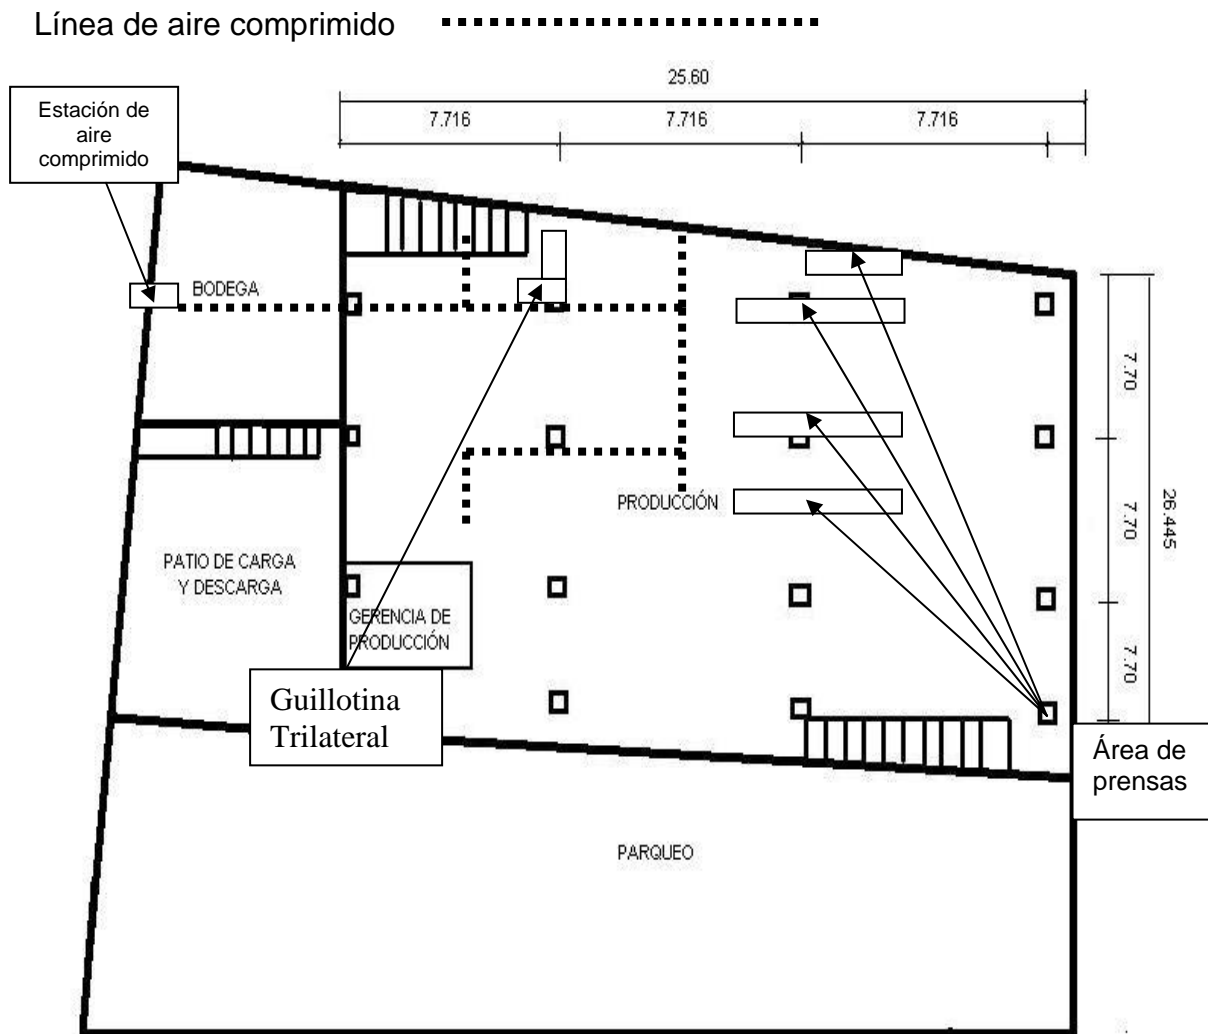 Línea de aire comprimido
25.60
Estación de
aire
comprimido
7.716
7.716
7.716
BODEGA
7.70
7.70
26.445
7.70
PRODUCCIÓN
PATIO DE CARGA
Y DESCARGA
GERENCIA DE
PRODUCCIÓN
Guillotina
Trilateral
Área de
prensas
PARQUEO